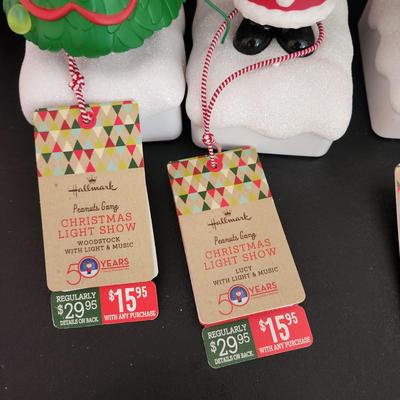 Hallmark
Peanuts Gang
CHRISTMAS
LIGHT SHOW
WOODSTOCK
WITH LIGHT & MUSIC
50 YEARS
REGULARLY
$29.95
DETAILS ON BACK
$15.95
WITH ANY PURCHASE
Hallmark
Peanuts Gang
CHRISTMAS
LIGHT SHOW
LUCY
WITH LIGHT & MUSIC
50 YEARS
REGULARLY
$29.95
DETAILS ON BACK
$15.95
WITH ANY PURCHASE